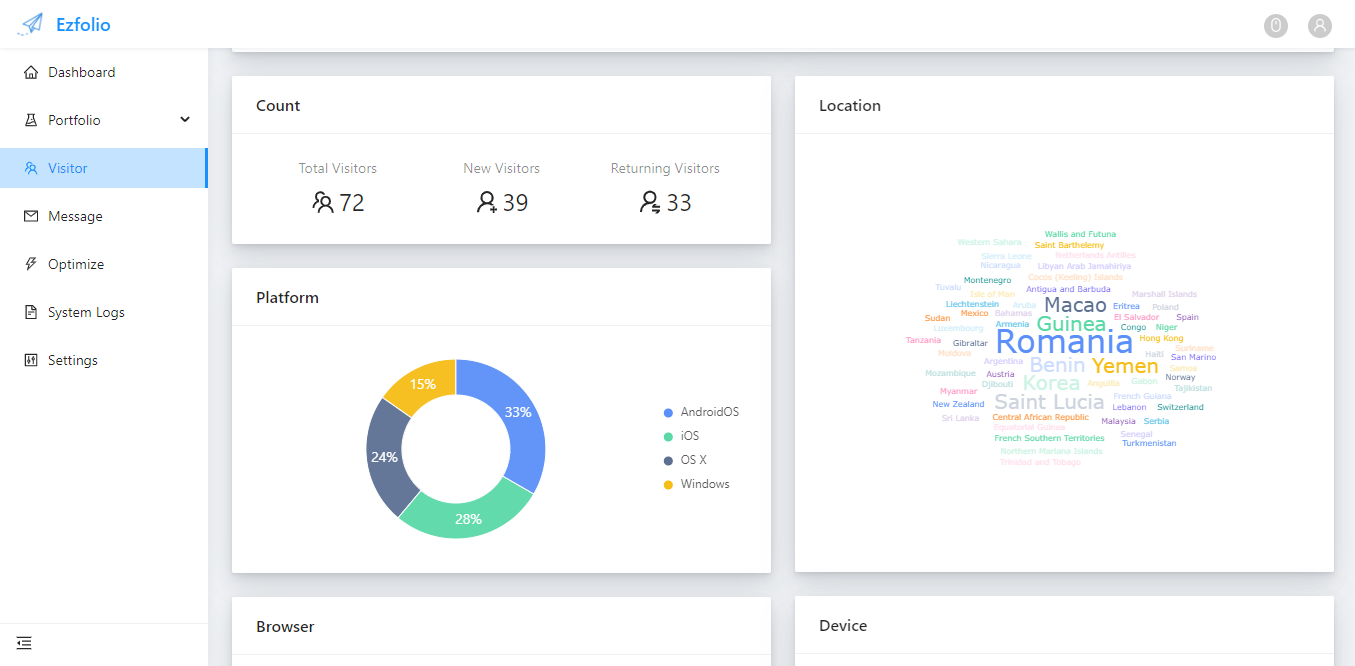 Ezfolio
Dashboard
Portfolio
Visitor
Message
Optimize
System Logs
Settings
Count
Total Visitors
72
New Visitors
39
Returning Visitors
33
Platform
15%
33%
24%
28%
AndroidOS
iOS
OS X
Windows
Location
Wallis and Futuna
Western Sahara
Saint Barthelemy
Sierra Leone
Netherlands Antilles
Nicaragua
Libyan Arab Jamahiriya
Cocos (Keeling) Islands
Montenegro
Tuvalu
Antigua and Barbuda
Isle of Man
Marshall Islands
Liechtenstein
Aruba
Macao
Eritrea
Poland
Mexico
Bahamas
Sudan
El Salvador
Spain
Armenia
Guinea
Congo
Niger
Luxembourg
Tanzania
Gibraltar
Romania
Hong Kong
Suriname
Moldova
Haiti
San Marino
Argentina
Benin
Yemen
Samoa
Mozambique
Austria
Norway
Djibouti
Korea
Anguilla
Gabon
Tajikistan
Myanmar
French Guiana
New Zealand
Saint Lucia
Lebanon
Switzerland
Sri Lanka
Central African Republic
Malaysia
Serbia
Equatorial Guinea
French Southern Territories
Senegal
Turkmenistan
Northern Mariana Islands
Trinidad and Tobago
Browser
Device